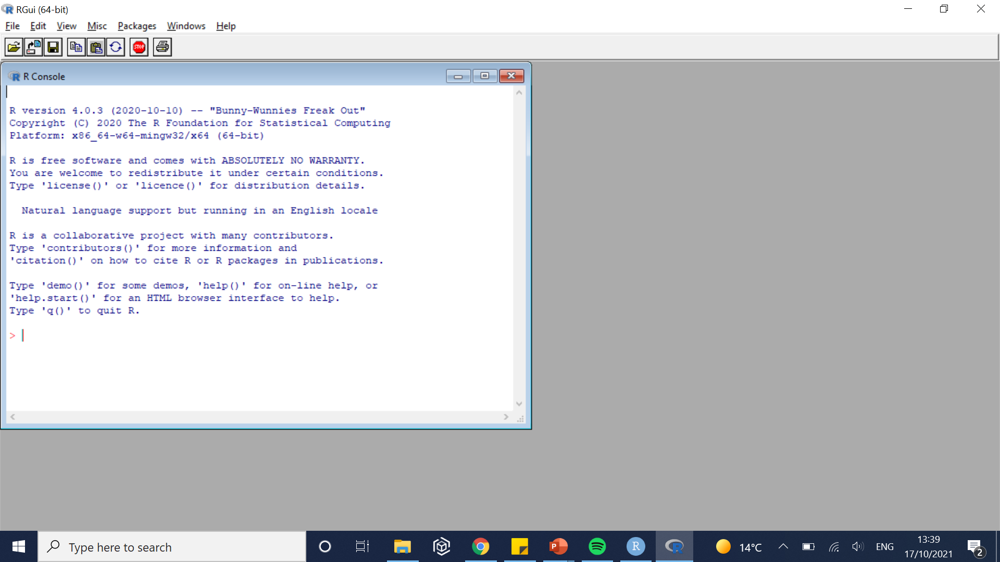 RGui (64-bit)
File Edit View Misc Packages Windows Help
STOP
R Console
R version 4.0.3 (2020-10-10) -- "Bunny-Wunnies Freak Out"
Copyright (C) 2020 The R Foundation for Statistical Computing
Platform: x86_64-w64-mingw32/x64 (64-bit)
R is free software and comes with ABSOLUTELY NO WARRANTY.
You are welcome to redistribute it under certain conditions.
Type 'license()' or 'licence()' for distribution details.
Natural language support but running in an English locale
R is a collaborative project with many contributors.
Type 'contributors()' for more information and
'citation()' on how to cite R or R packages in publications.
Type 'demo()' for some demos, 'help()' for on-line help, or
'help.start()' for an HTML browser interface to help.
Type 'q()' to quit R.
>
Type here to search
P
R
R
14°C
ENG
13:39
17/10/2021
2